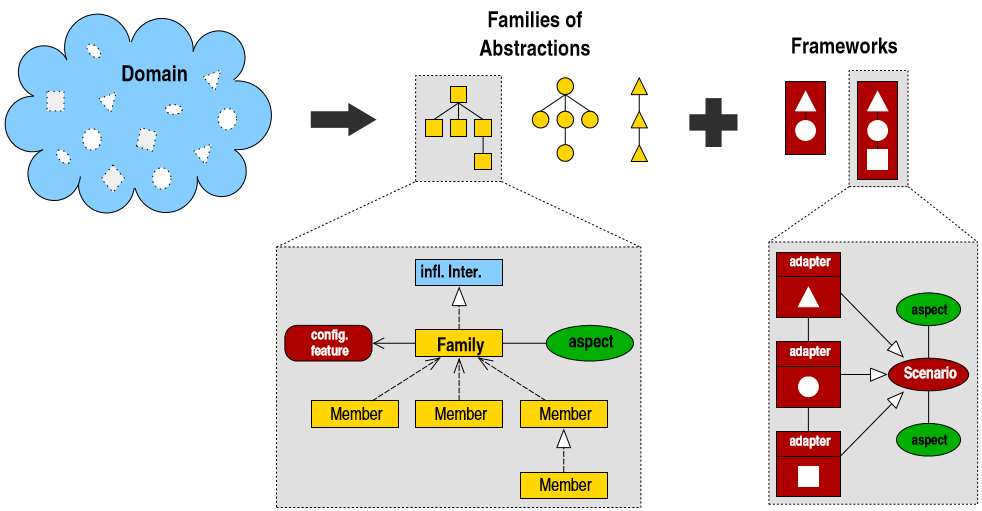 Families of
Abstractions
Frameworks
Domain
infl. Inter.
config.
feature
Family
aspect
Member
Member
Member
Member
adapter
adapter
adapter
aspect
Scenario
aspect